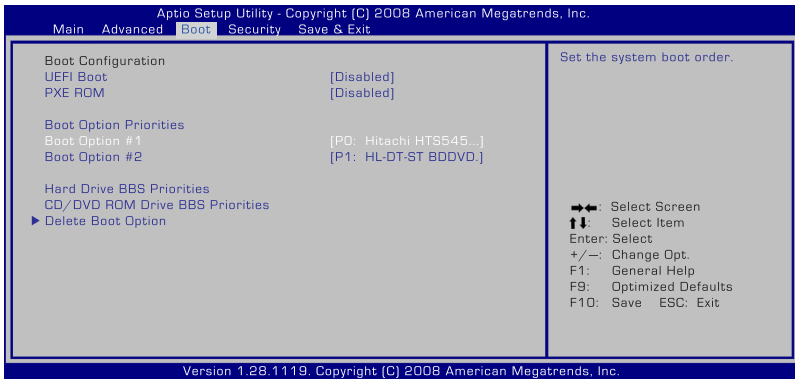 Aptio Setup Utility - Copyright (C) 2008 American Megatrends, Inc.
Main Advanced Boot Security Save & Exit
Boot Configuration
UEFI Boot [Disabled]
PXE ROM [Disabled]
Boot Option Priorities
Boot Option #1 [P0: Hitachi HTS545...]
Boot Option #2 [P1: HL-DT-ST BDDVD.]
Hard Drive BBS Priorities
CD/DVD ROM Drive BBS Priorities
▶ Delete Boot Option
Set the system boot order.
➡⬅: Select Screen
⬆⬇: Select Item
Enter: Select
+/—: Change Opt.
F1: General Help
F9: Optimized Defaults
F10: Save ESC: Exit
Version 1.28.1119. Copyright (C) 2008 American Megatrends, Inc.